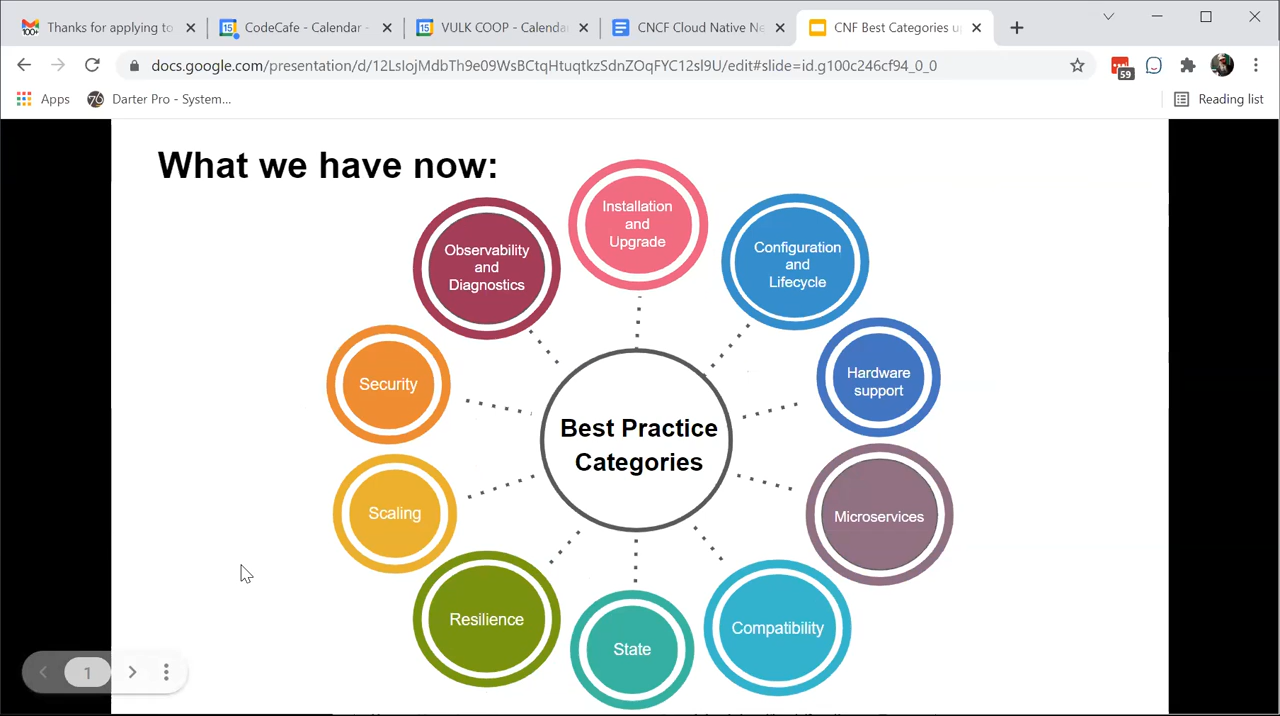 Thanks for applying to
CodeCafe - Calendar -
VULK COOP - Calenda
CNCF Cloud Native Ne
CNF Best Categories u
docs.google.com/presentation/d/12LsIojMdbTh9e09WsBCtqHtuqtkzSdnZOqFYC12sl9U/edit#slide=id.g100c246cf94_0_0
59
Apps
Darter Pro - System...
Reading list
What we have now:
Installation
and
Upgrade
Observability
and
Diagnostics
Configuration
and
Lifecycle
Security
Hardware
support
Best Practice
Categories
Scaling
Microservices
Resilience
State
Compatibility
1